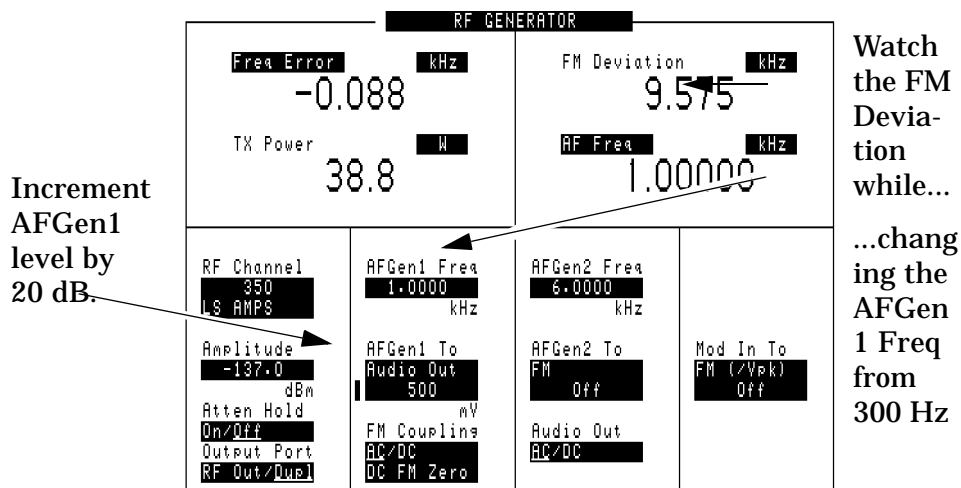 RF GENERATOR
Freq Error kHz
-0.088
TX Power W
38.8
FM Deviation kHz
9.575
AF Freq kHz
1.00000
RF Channel
350
LS AMPS
Amplitude
-137.0
dBm
Atten Hold
On/Off
Output Port
RF Out/Dupl
AFGen1 Freq
1.0000
kHz
AFGen1 To
Audio Out
500
mV
FM Coupling
AC/DC
DC FM Zero
AFGen2 Freq
6.0000
kHz
AFGen2 To
FM
Off
Audio Out
AC/DC
Mod In To
FM (/Vpk)
Off
Increment
AFGen1
level by
20 dB.
Watch
the FM
Devia-
tion
while...
...chang
ing the
AFGen
1 Freq
from
300 Hz